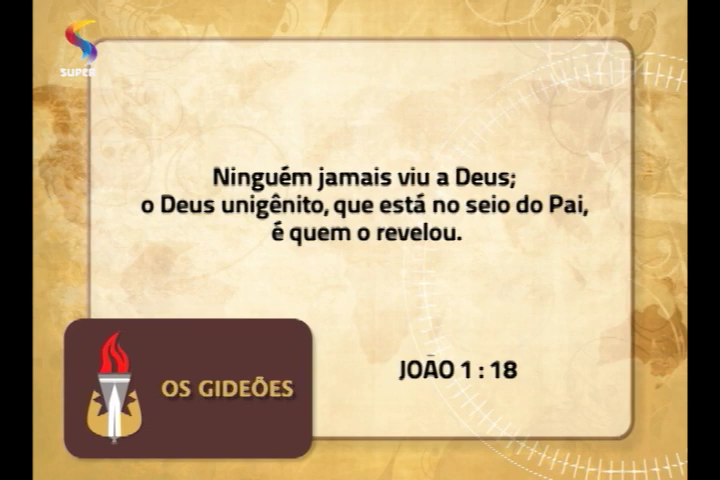 SUPER
Ninguém jamais viu a Deus;
o Deus unigênito, que está no seio do Pai,
é quem o revelou.
OS GIDEÕES
JOÃO 1 : 18